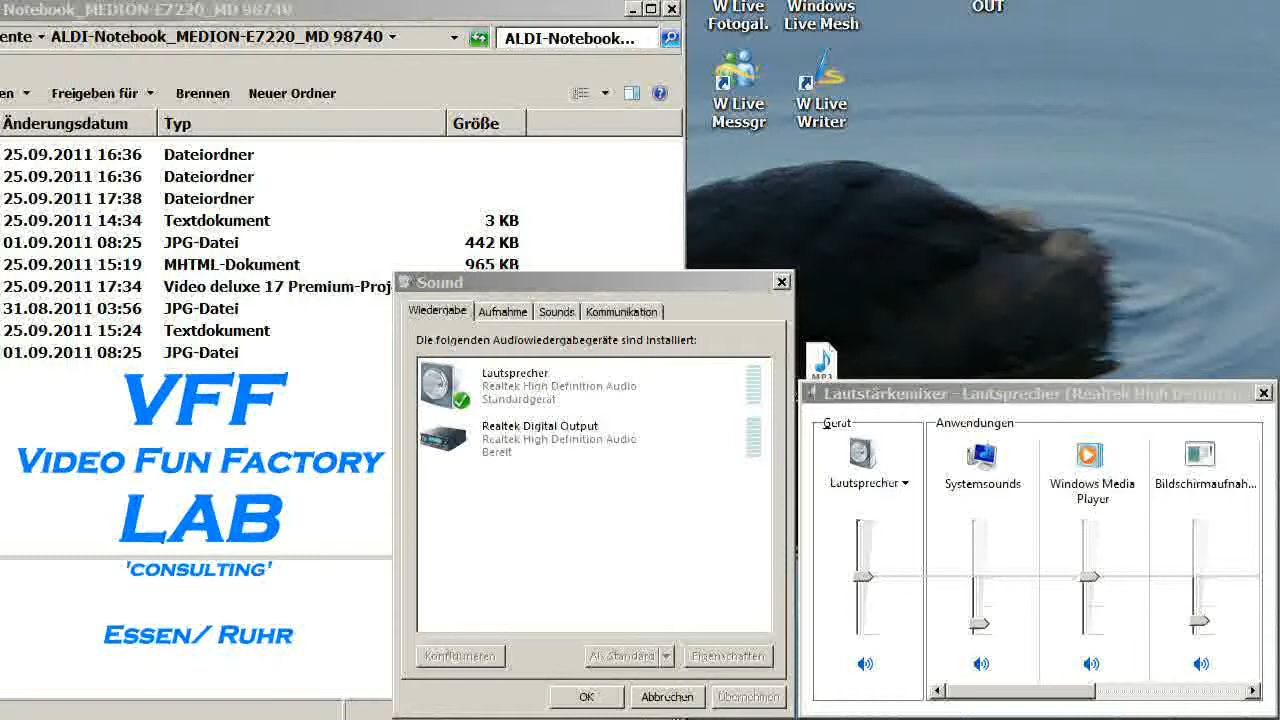 Notebook_MEDION-E7220_MD 98740
ente ALDI-Notebook_MEDION-E7220_MD 98740
ALDI-Notebook...
en Freigeben für Brennen Neuer Ordner
Änderungsdatum Typ Größe
25.09.2011 16:36 Dateiordner
25.09.2011 16:36 Dateiordner
25.09.2011 17:38 Dateiordner
25.09.2011 14:34 Textdokument 3 KB
01.09.2011 08:25 JPG-Datei 442 KB
25.09.2011 15:19 MHTML-Dokument 965 KB
25.09.2011 17:34 Video deluxe 17 Premium-Proj
31.08.2011 03:56 JPG-Datei
25.09.2011 15:24 Textdokument
01.09.2011 08:25 JPG-Datei
VFF
VIDEO FUN FACTORY
LAB
'CONSULTING'
ESSEN/ RUHR
W Live
Fotogal.
Windows
Live Mesh
OUT
W Live
Messgr
W Live
Writer
MP3
Sound
Wiedergabe Aufnahme Sounds Kommunikation
Die folgenden Audiowiedergabegeräte sind installiert:
Lautsprecher
Realtek High Definition Audio
Standardgerät
Realtek Digital Output
Realtek High Definition Audio
Bereit
Konfigurieren Als Standard Eigenschaften
OK Abbrechen Übernehmen
Lautstärkemixer - Lautsprecher (Realtek High
Gerät Anwendungen
Lautsprecher
Systemsounds
Windows Media
Player
Bildschirmaufnah...